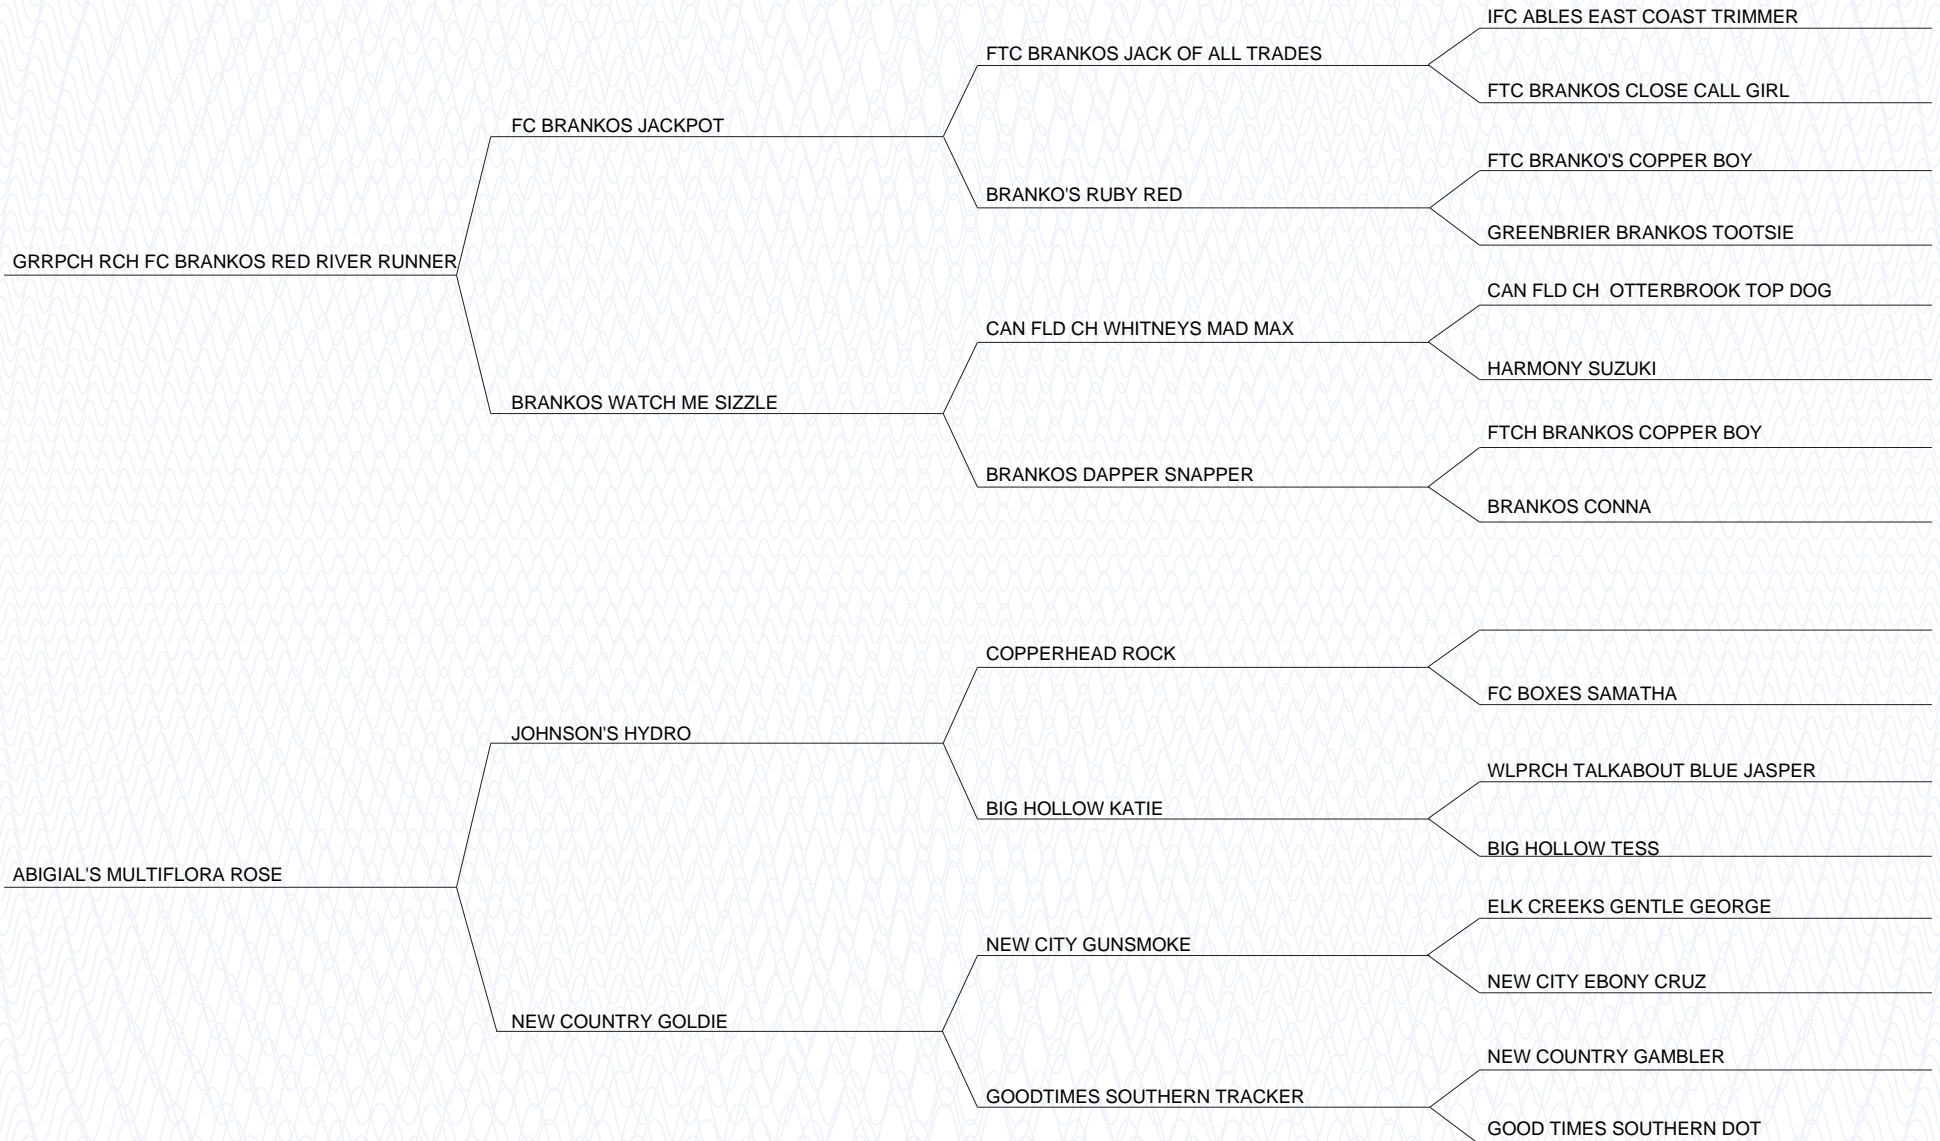 IFC ABLES EAST COAST TRIMMER
FTC BRANKOS JACK OF ALL TRADES
FTC BRANKOS CLOSE CALL GIRL
FC BRANKOS JACKPOT
FTC BRANKO'S COPPER BOY
BRANKO'S RUBY RED
GREENBRIER BRANKOS TOOTSIE
GRRPCH RCH FC BRANKOS RED RIVER RUNNER
CAN FLD CH  OTTERBROOK TOP DOG
CAN FLD CH WHITNEYS MAD MAX
HARMONY SUZUKI
BRANKOS WATCH ME SIZZLE
FTCH BRANKOS COPPER BOY
BRANKOS DAPPER SNAPPER
BRANKOS CONNA
COPPERHEAD ROCK
FC BOXES SAMATHA
JOHNSON'S HYDRO
WLPRCH TALKABOUT BLUE JASPER
BIG HOLLOW KATIE
BIG HOLLOW TESS
ABIGIAL'S MULTIFLORA ROSE
ELK CREEKS GENTLE GEORGE
NEW CITY GUNSMOKE
NEW CITY EBONY CRUZ
NEW COUNTRY GOLDIE
NEW COUNTRY GAMBLER
GOODTIMES SOUTHERN TRACKER
GOOD TIMES SOUTHERN DOT